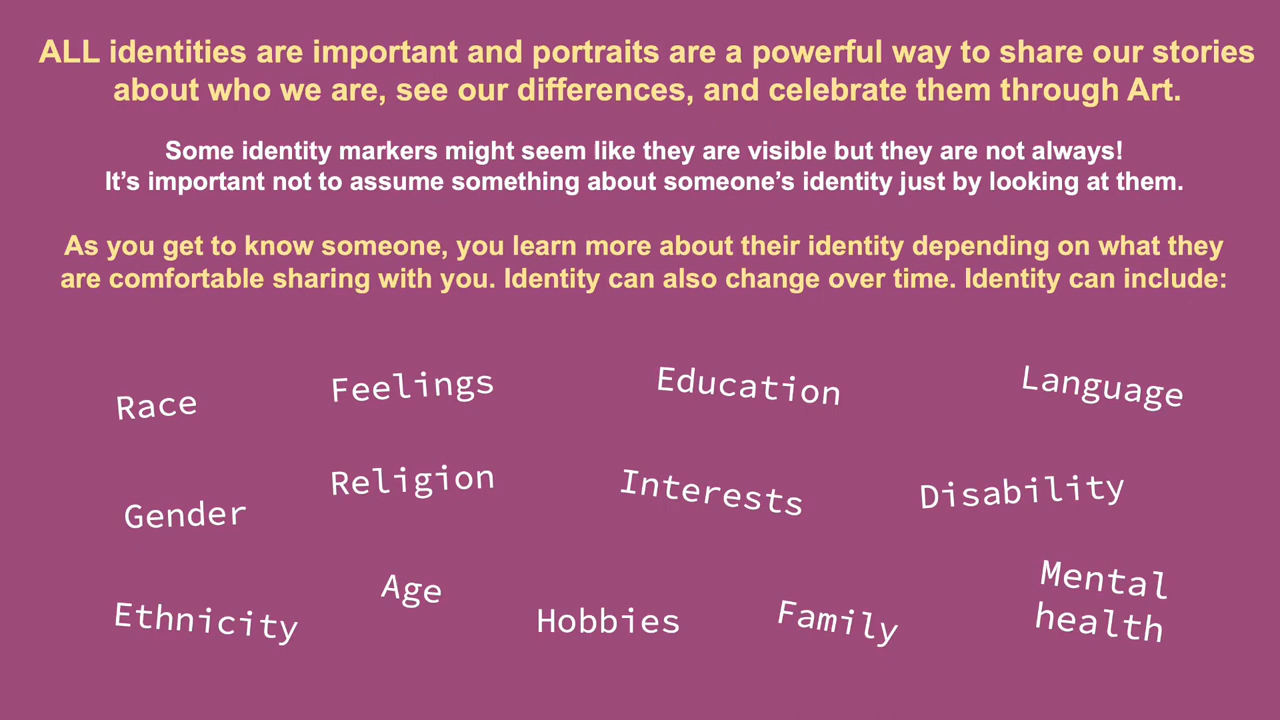 ALL identities are important and portraits are a powerful way to share our stories
about who we are, see our differences, and celebrate them through Art.
Some identity markers might seem like they are visible but they are not always!
It’s important not to assume something about someone’s identity just by looking at them.
As you get to know someone, you learn more about their identity depending on what they
are comfortable sharing with you. Identity can also change over time. Identity can include:
Race
Feelings
Education
Language
Gender
Religion
Interests
Disability
Ethnicity
Age
Hobbies
Family
Mental
health